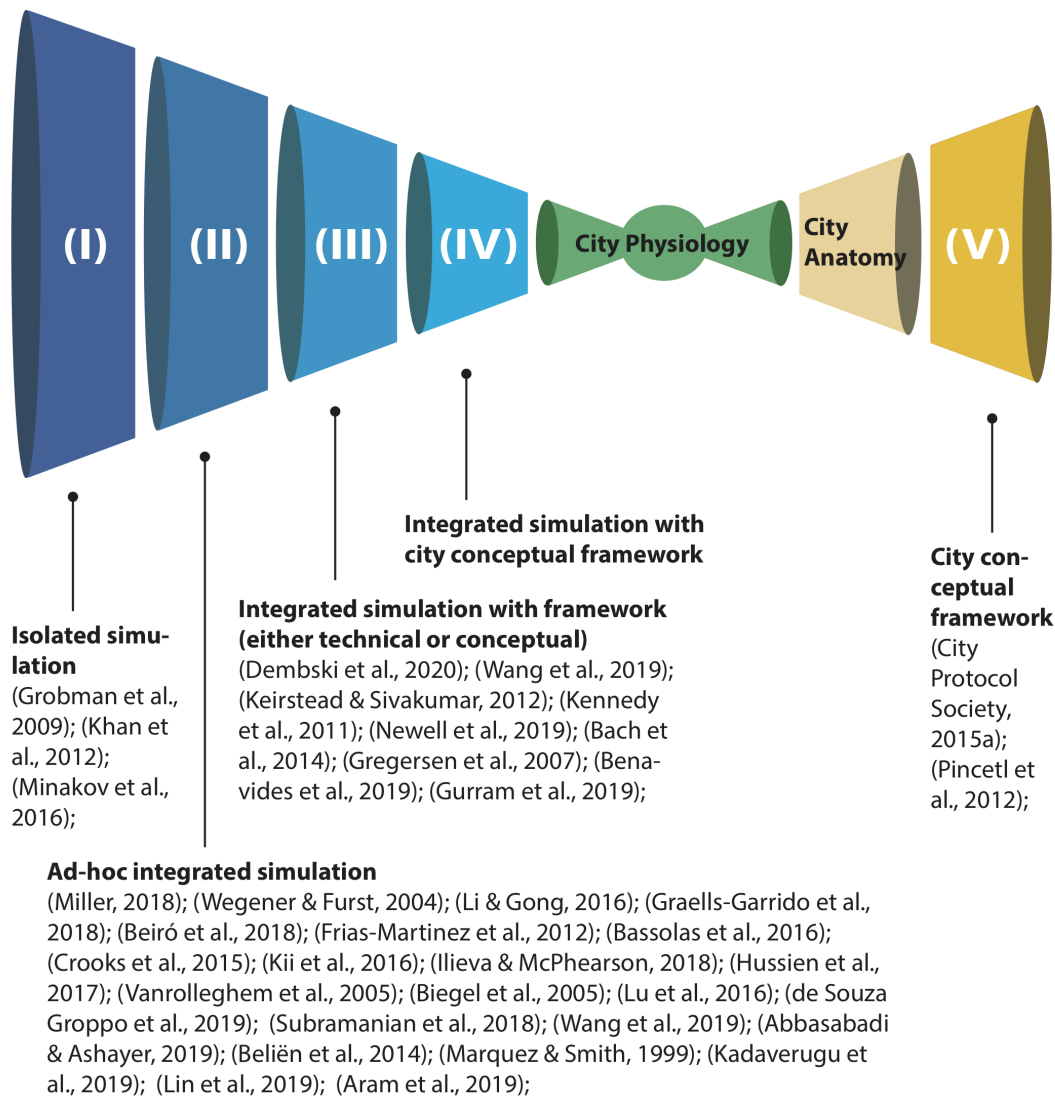 (I)
(II)
(III)
(IV)
City Physiology
City
Anatomy
(V)
Integrated simulation with
city conceptual framework
City con-
ceptual
framework
(City
Protocol
Society,
2015a);
(Pincetl et
al., 2012);
Integrated simulation with framework
(either technical or conceptual)
(Dembski et al., 2020); (Wang et al., 2019);
(Keirstead & Sivakumar, 2012); (Kennedy
et al., 2011); (Newell et al., 2019); (Bach et
al., 2014); (Gregersen et al., 2007); (Bena-
vides et al., 2019); (Gurram et al., 2019);
Isolated simu-
lation
(Grobman et al.,
2009); (Khan et
al., 2012);
(Minakov et al.,
2016);
Ad-hoc integrated simulation
(Miller, 2018); (Wegener & Furst, 2004); (Li & Gong, 2016); (Graells-Garrido et al.,
2018); (Beiró et al., 2018); (Frias-Martinez et al., 2012); (Bassolas et al., 2016);
(Crooks et al., 2015); (Kii et al., 2016); (Ilieva & McPhearson, 2018); (Hussien et al.,
2017); (Vanrolleghem et al., 2005); (Biegel et al., 2005); (Lu et al., 2016); (de Souza
Groppo et al., 2019);  (Subramanian et al., 2018); (Wang et al., 2019); (Abbasabadi
& Ashayer, 2019); (Beliën et al., 2014); (Marquez & Smith, 1999); (Kadaverugu et
al., 2019);  (Lin et al., 2019);  (Aram et al., 2019);